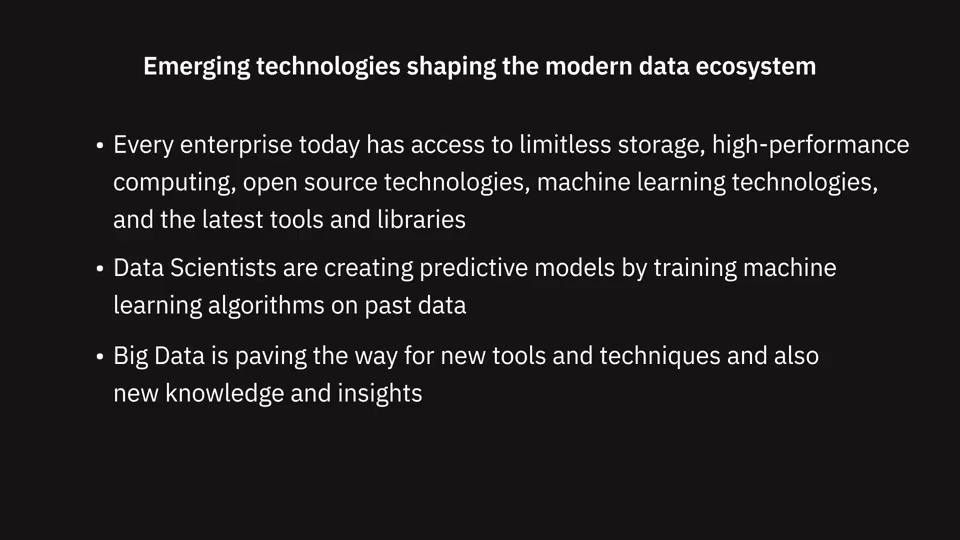 Emerging technologies shaping the modern data ecosystem
• Every enterprise today has access to limitless storage, high-performance
computing, open source technologies, machine learning technologies,
and the latest tools and libraries
• Data Scientists are creating predictive models by training machine
learning algorithms on past data
• Big Data is paving the way for new tools and techniques and also
new knowledge and insights